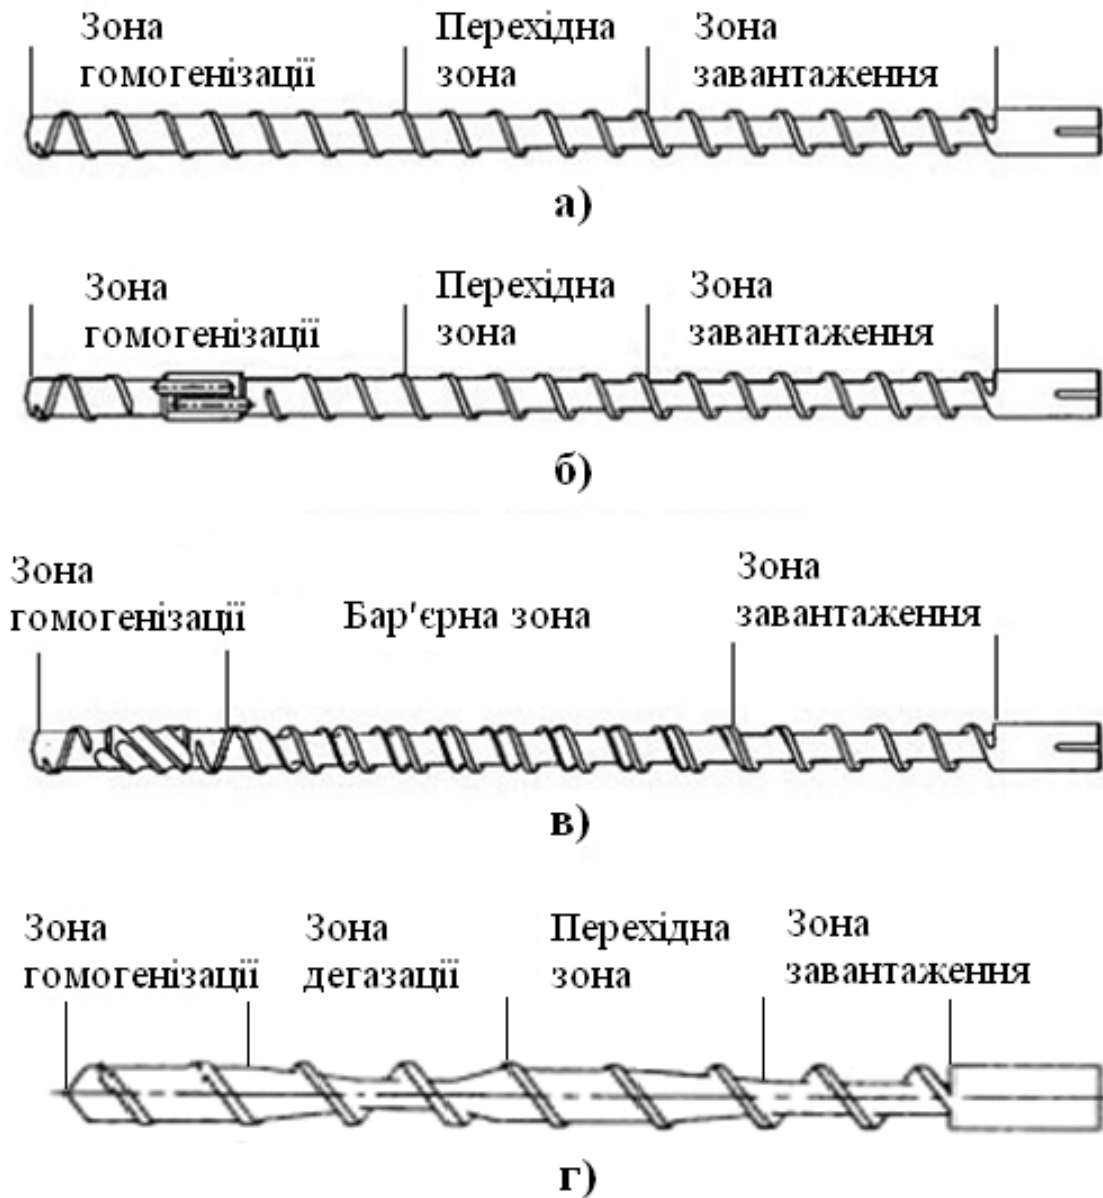 Зона
гомогенізації
Перехідна
зона
Зона
завантаження
а)
Зона
гомогенізації
Перехідна
зона
Зона
завантаження
б)
Зона
гомогенізації
Бар'єрна зона
Зона
завантаження
в)
Зона
гомогенізації
Зона
дегазації
Перехідна
зона
Зона
завантаження
г)